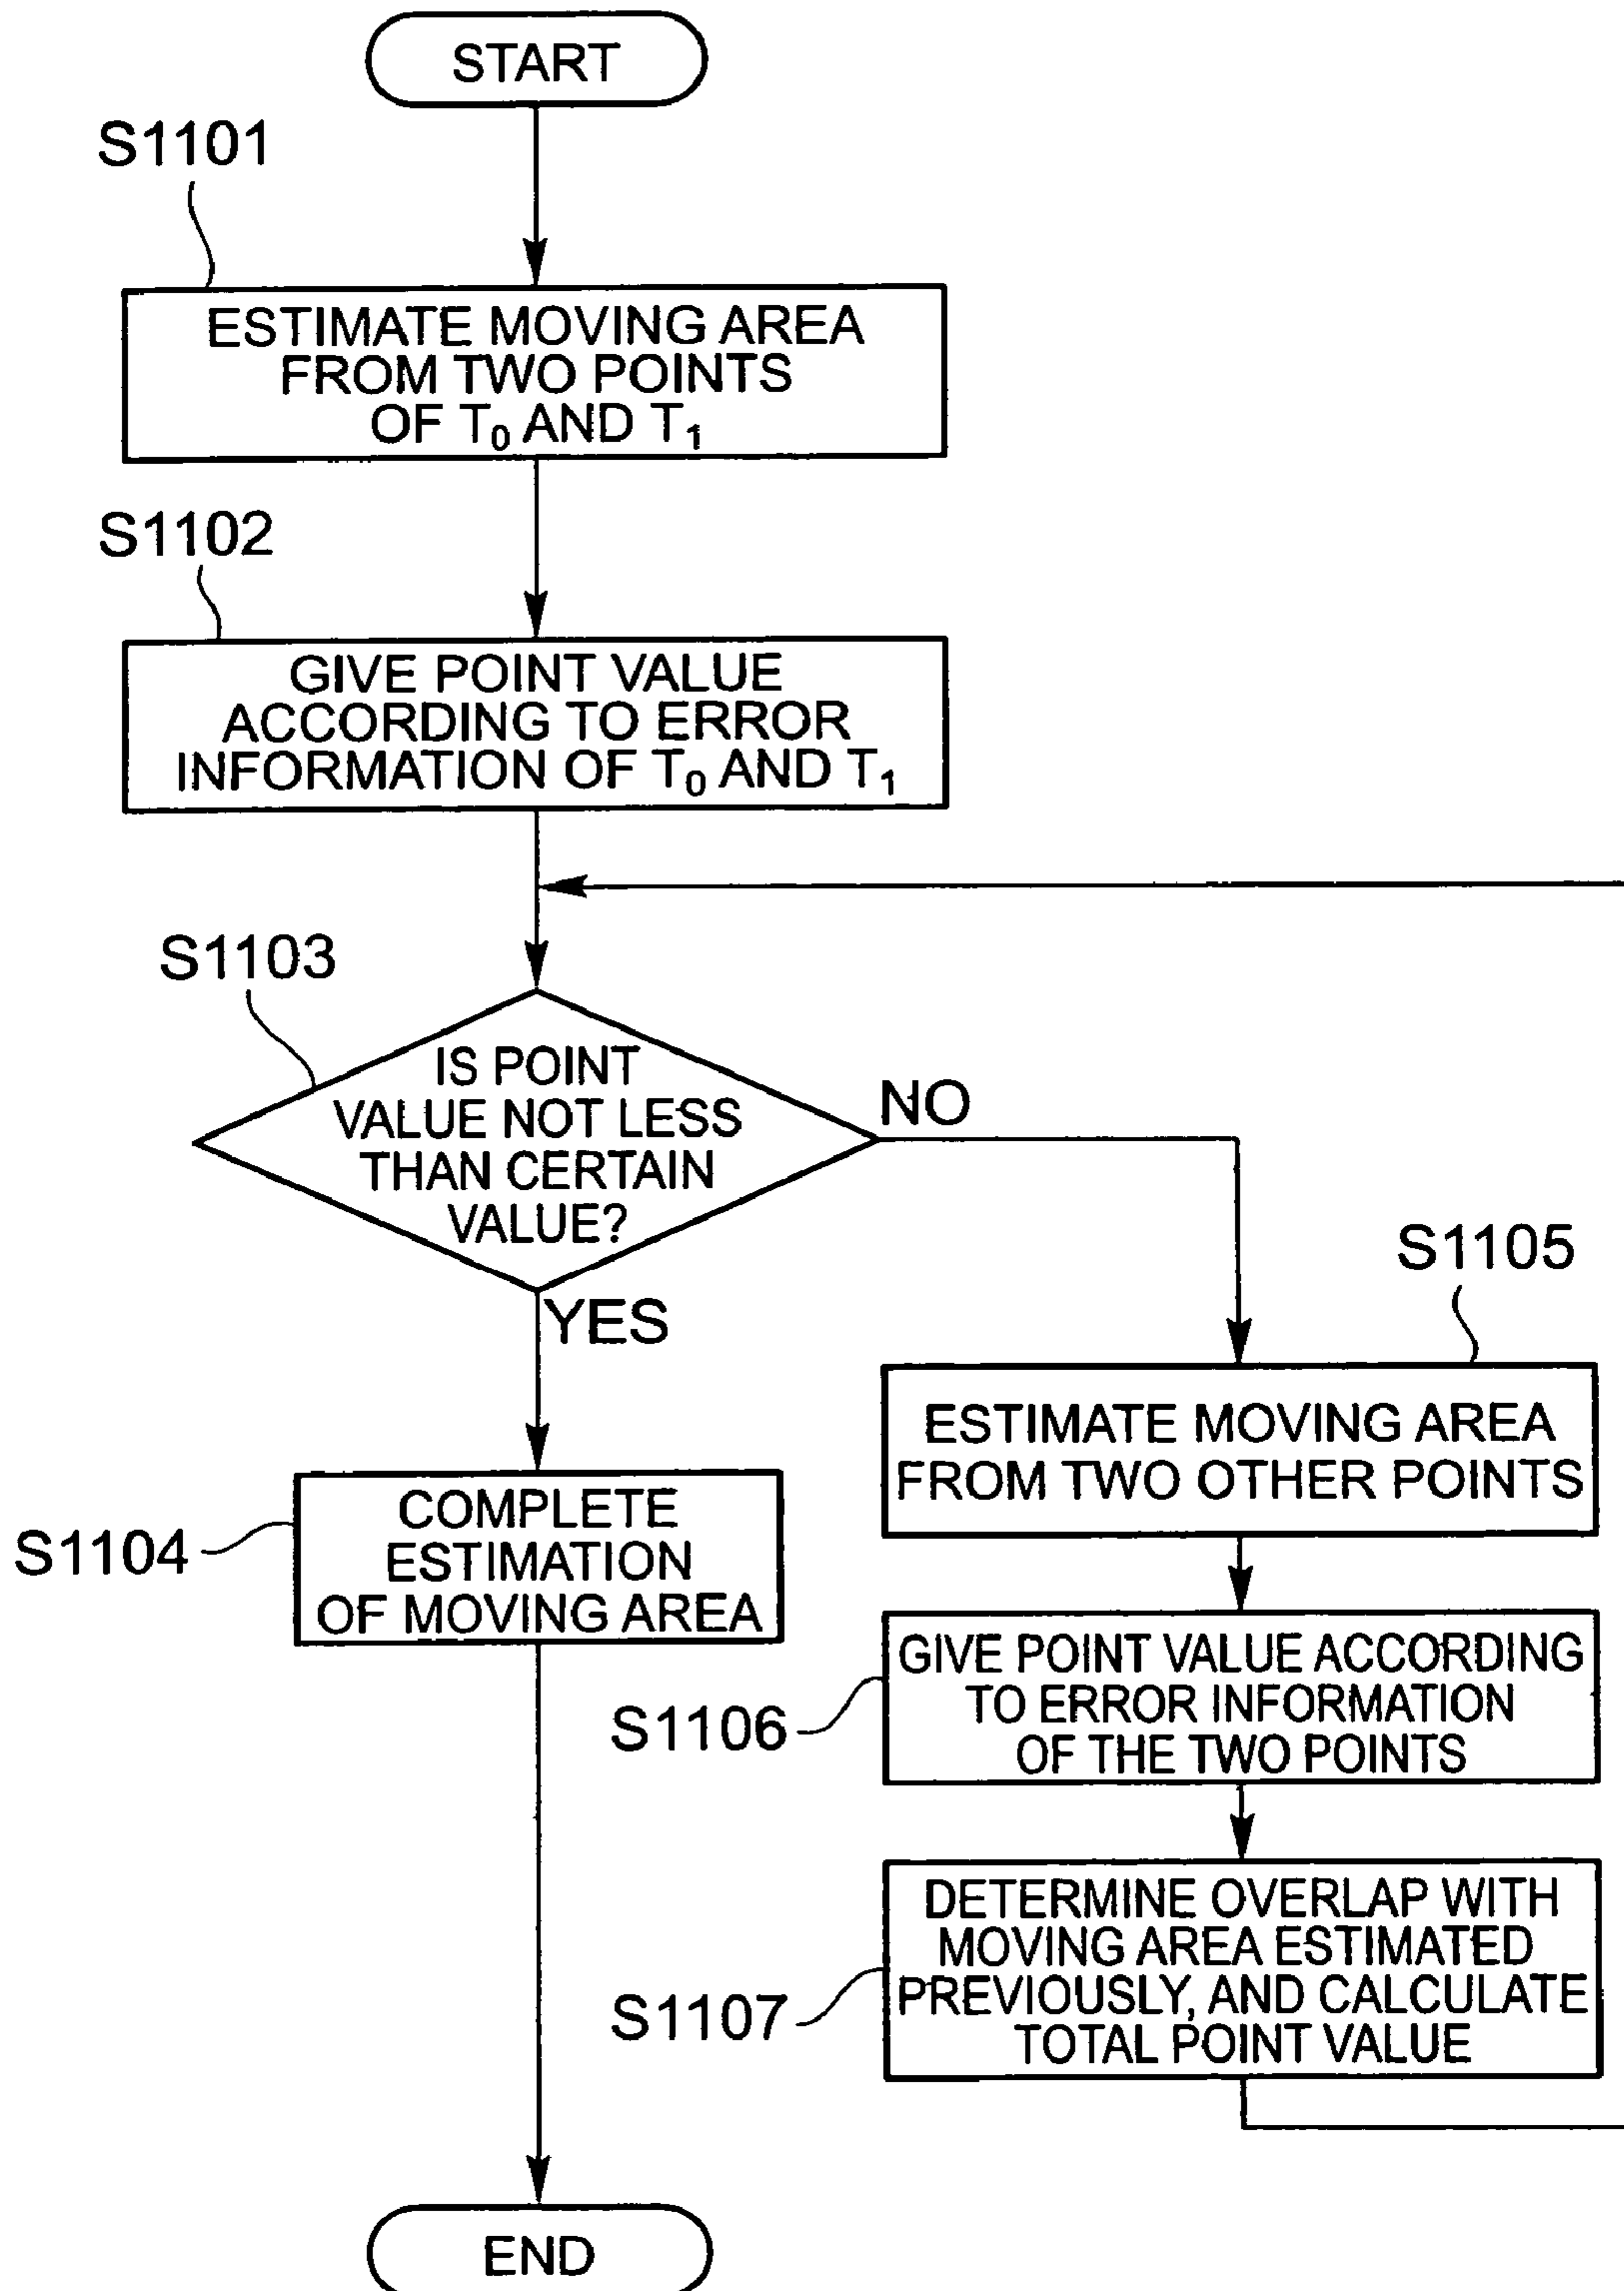 START
S1101
ESTIMATE MOVING AREA
FROM TWO POINTS
OF T₀ AND T₁
S1102
GIVE POINT VALUE
ACCORDING TO ERROR
INFORMATION OF T₀ AND T₁
S1103
IS POINT
VALUE NOT LESS
THAN CERTAIN
VALUE?
NO
YES
S1104
COMPLETE
ESTIMATION
OF MOVING AREA
S1105
ESTIMATE MOVING AREA
FROM TWO OTHER POINTS
S1106
GIVE POINT VALUE ACCORDING
TO ERROR INFORMATION
OF THE TWO POINTS
S1107
DETERMINE OVERLAP WITH
MOVING AREA ESTIMATED
PREVIOUSLY, AND CALCULATE
TOTAL POINT VALUE
END